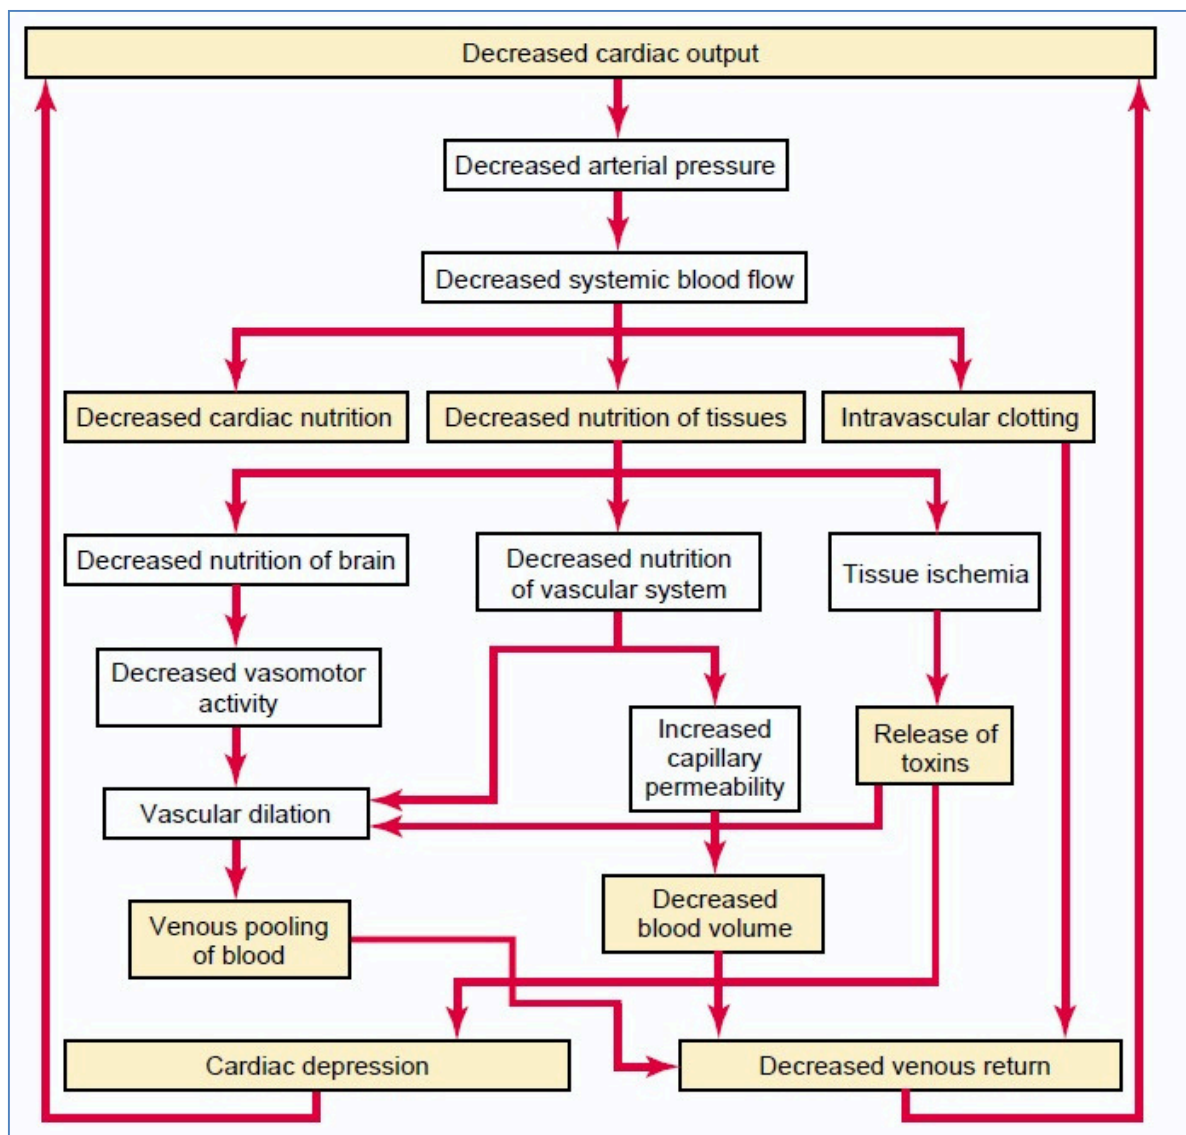 Decreased cardiac output
Decreased arterial pressure
Decreased systemic blood flow
Decreased cardiac nutrition
Decreased nutrition of tissues
Intravascular clotting
Decreased nutrition of brain
Decreased nutrition
of vascular system
Tissue ischemia
Decreased vasomotor
activity
Increased
capillary
permeability
Release of
toxins
Vascular dilation
Venous pooling
of blood
Decreased
blood volume
Cardiac depression
Decreased venous return